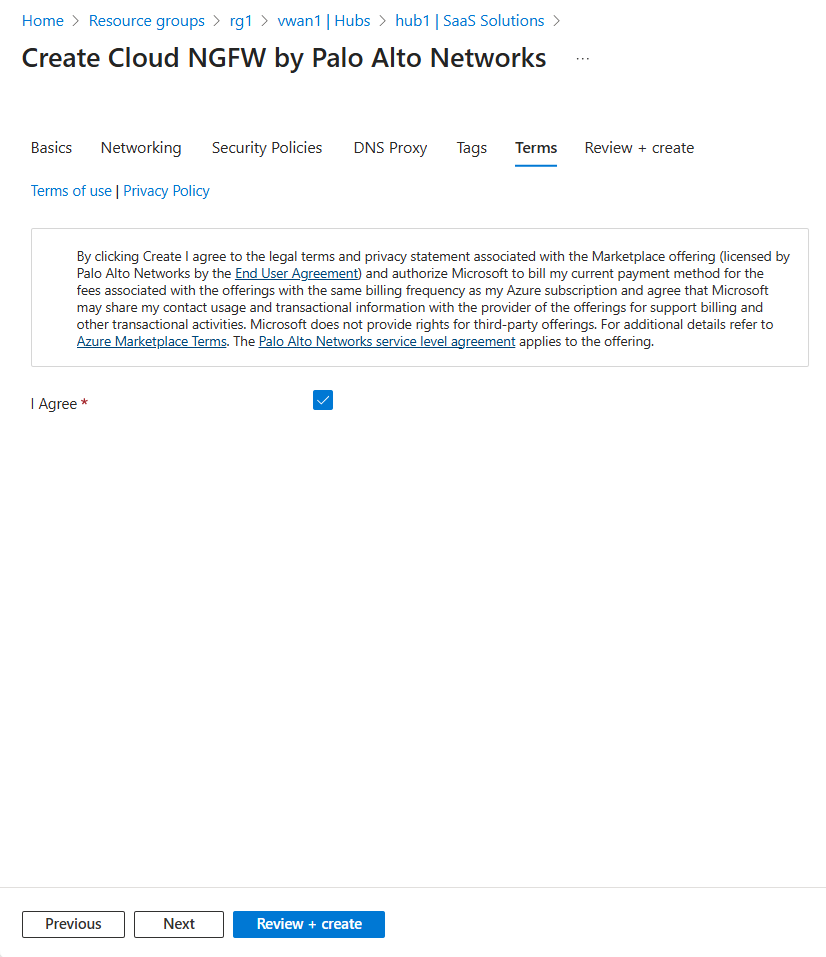 Home > Resource groups > rg1 > vwan1 | Hubs > hub1 | SaaS Solutions >
Create Cloud NGFW by Palo Alto Networks ...
Basics Networking Security Policies DNS Proxy Tags Terms Review + create
Terms of use | Privacy Policy
By clicking Create I agree to the legal terms and privacy statement associated with the Marketplace offering (licensed by
Palo Alto Networks by the End User Agreement) and authorize Microsoft to bill my current payment method for the
fees associated with the offerings with the same billing frequency as my Azure subscription and agree that Microsoft
may share my contact usage and transactional information with the provider of the offerings for support billing and
other transactional activities. Microsoft does not provide rights for third-party offerings. For additional details refer to
Azure Marketplace Terms. The Palo Alto Networks service level agreement applies to the offering.
I Agree *
Previous Next Review + create